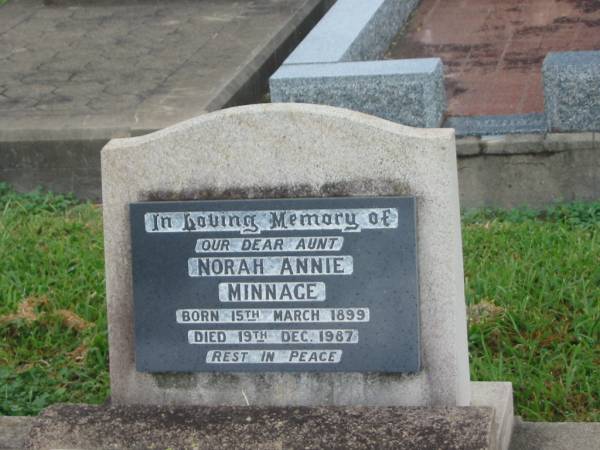 In Loving Memory of
OUR DEAR AUNT
NORAH ANNIE
MINNAGE
BORN 15TH MARCH 1899
DIED 19TH DEC. 1987
REST IN PEACE